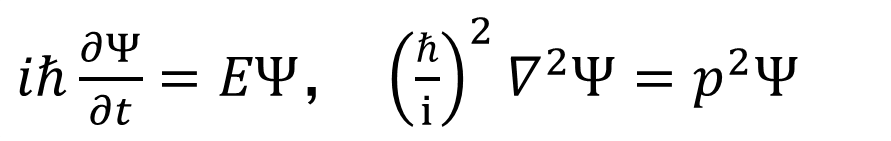 iħ ∂Ψ/∂t = EΨ, (ħ/i)² ∇²Ψ = p²Ψ